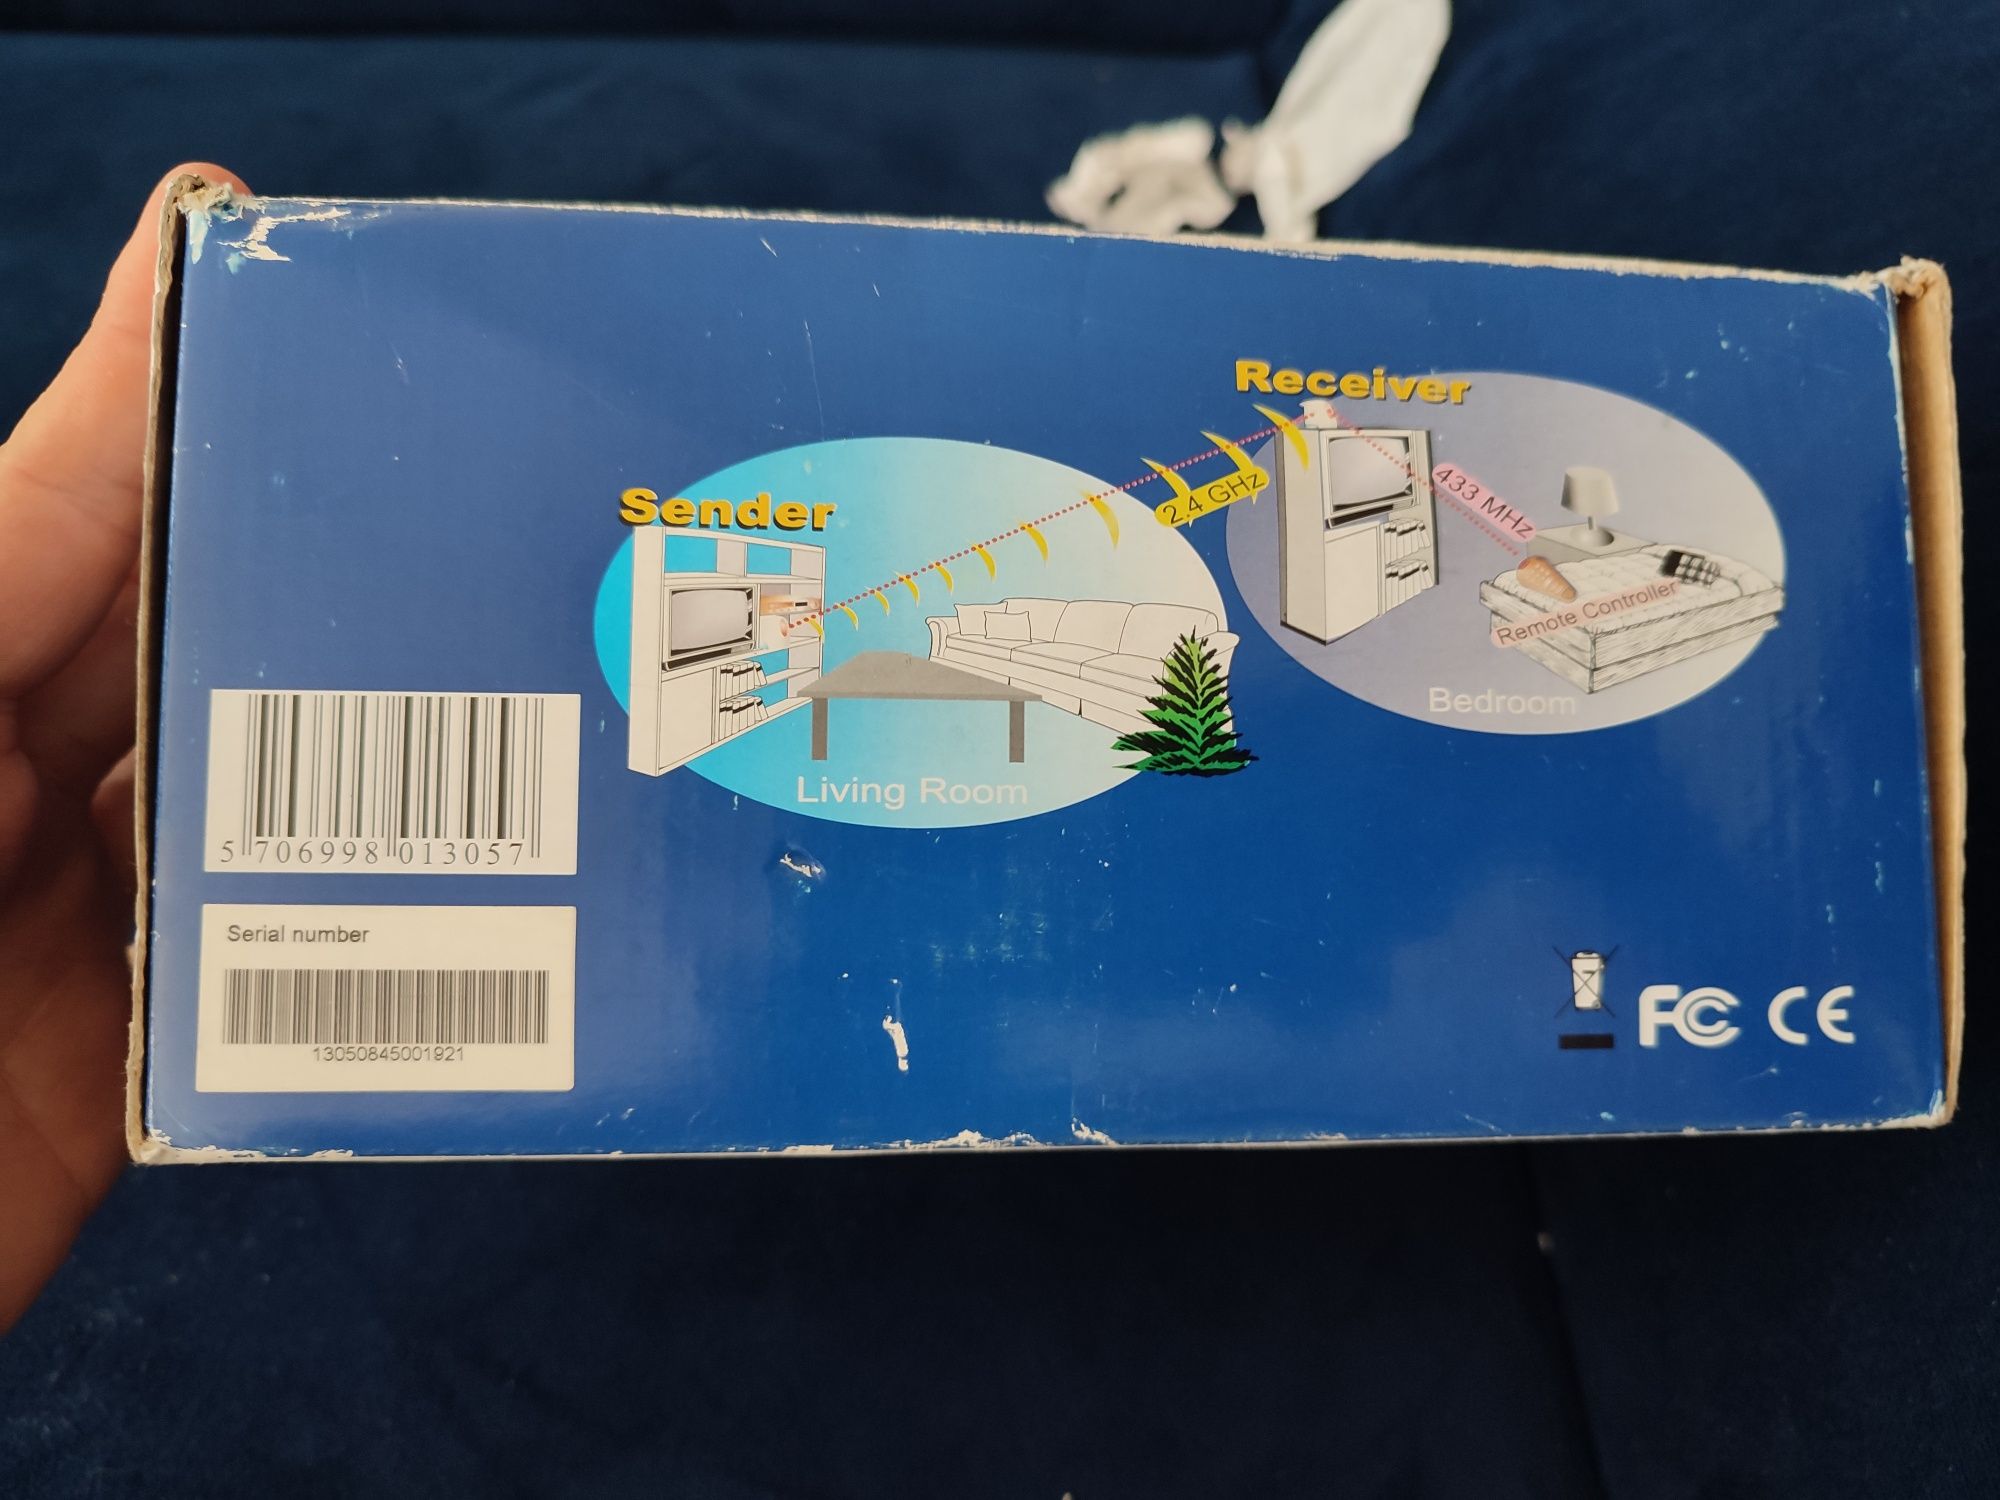 Receiver
Sender
2.4 GHz
433 MHz
Remote Controller
Bedroom
Living Room
5 706998 013057
Serial number
13050845001921
FC CE